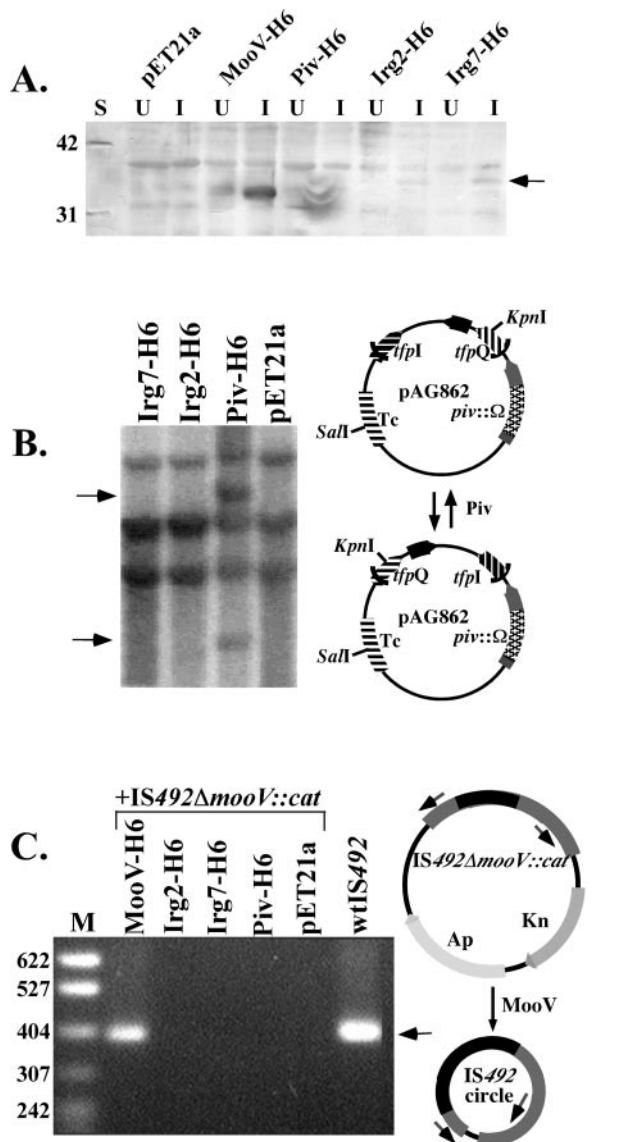 A.
pET21a MooV-H6 Piv-H6 Irg2-H6 Irg7-H6
S U I U I U I U I U I
42
31
B.
Irg7-H6 Irg2-H6 Piv-H6 pET21a
KpnI
tfpI tfpQ
pAG862
piv::Ω
SalI Tc
Piv
KpnI
tfpQ tfpI
pAG862
piv::Ω
SalI Tc
C.
+IS492ΔmooV::cat
M MooV-H6 Irg2-H6 Irg7-H6 Piv-H6 pET21a wtIS492
622
527
404
307
242
IS492ΔmooV::cat
Ap Kn
MooV
IS492
circle